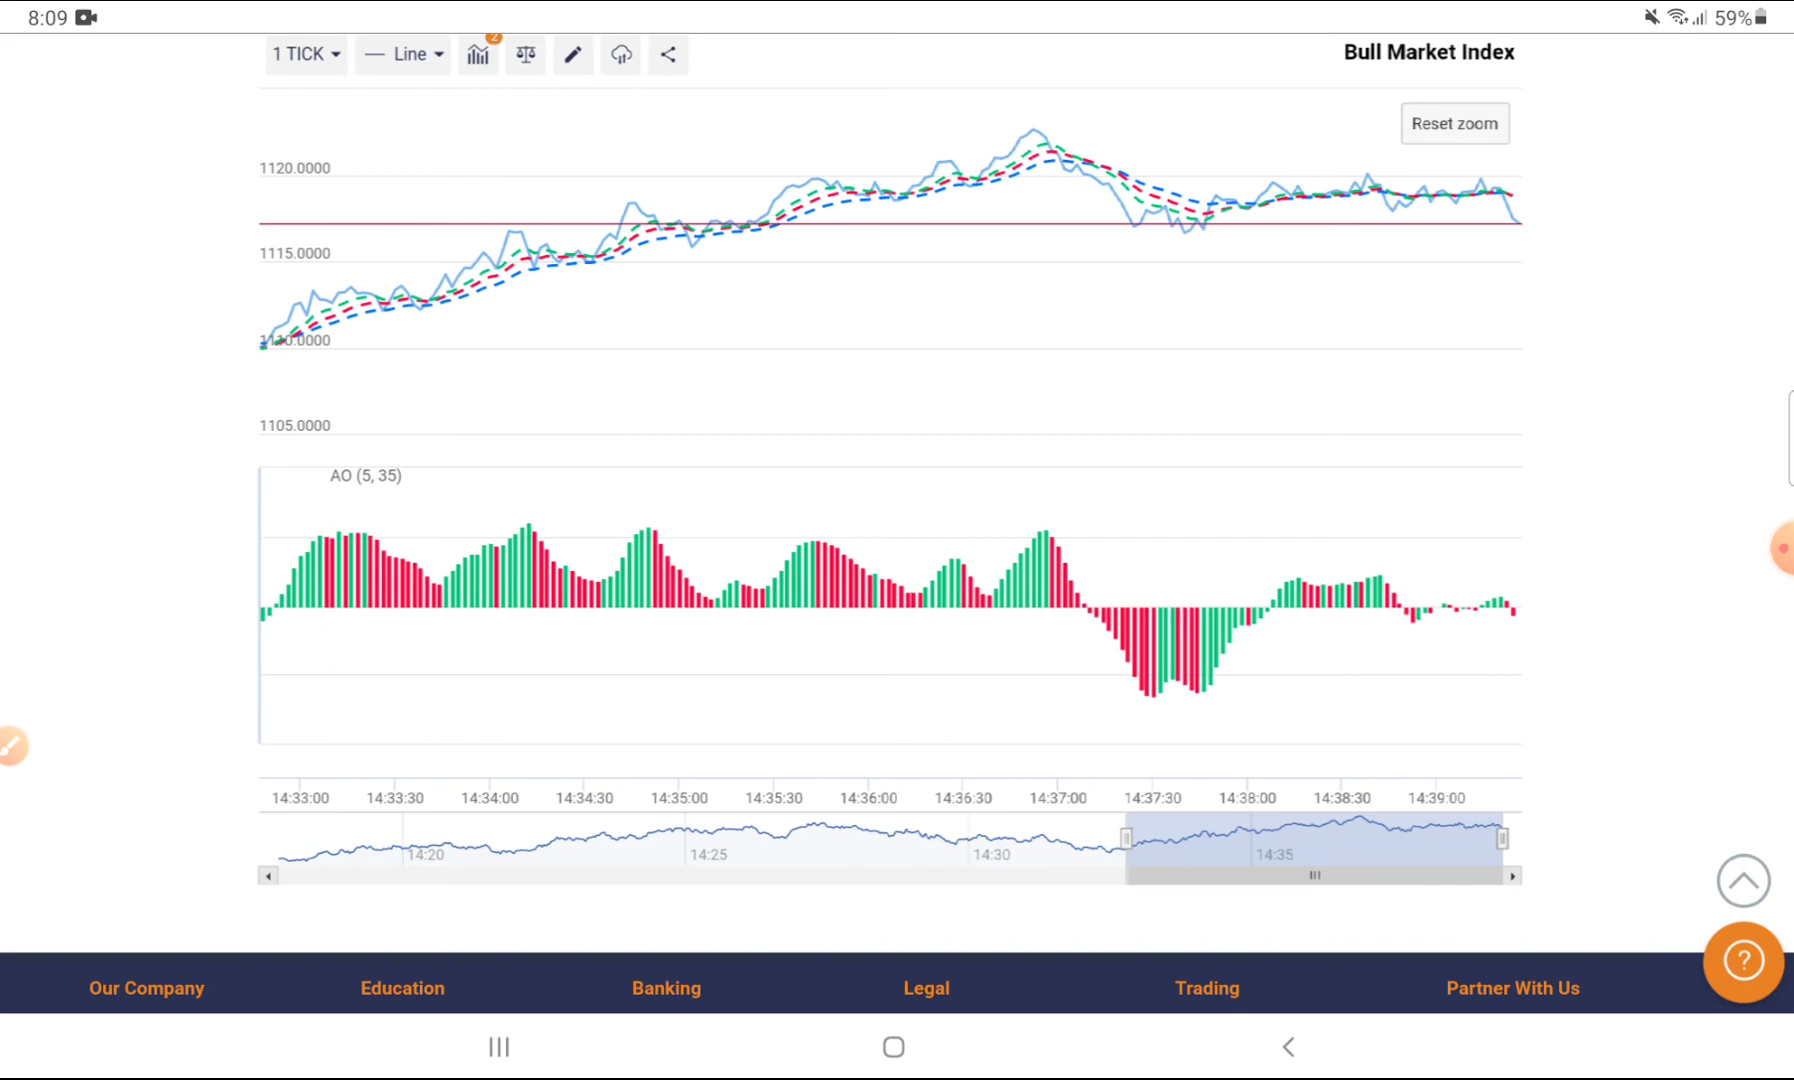 8:09
59%
1 TICK
Line
2
Bull Market Index
Reset zoom
1120.0000
1115.0000
1110.0000
1105.0000
AO (5, 35)
14:33:00 14:33:30 14:34:00 14:34:30 14:35:00 14:35:30 14:36:00 14:36:30 14:37:00 14:37:30 14:38:00 14:38:30 14:39:00
14:20 14:25 14:30 14:35
?
Our Company Education Banking Legal Trading Partner With Us